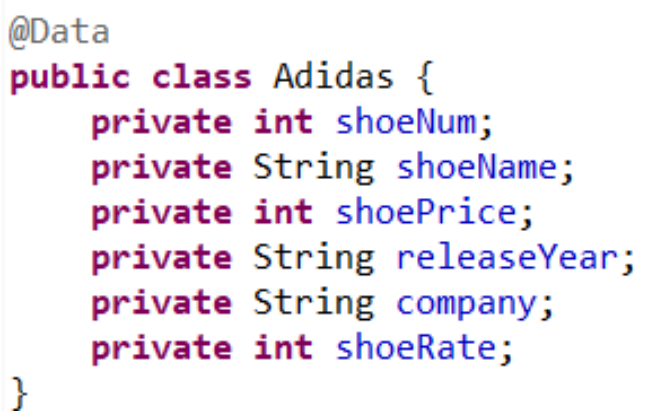 @Data
public class Adidas {
    private int shoeNum;
    private String shoeName;
    private int shoePrice;
    private String releaseYear;
    private String company;
    private int shoeRate;
}